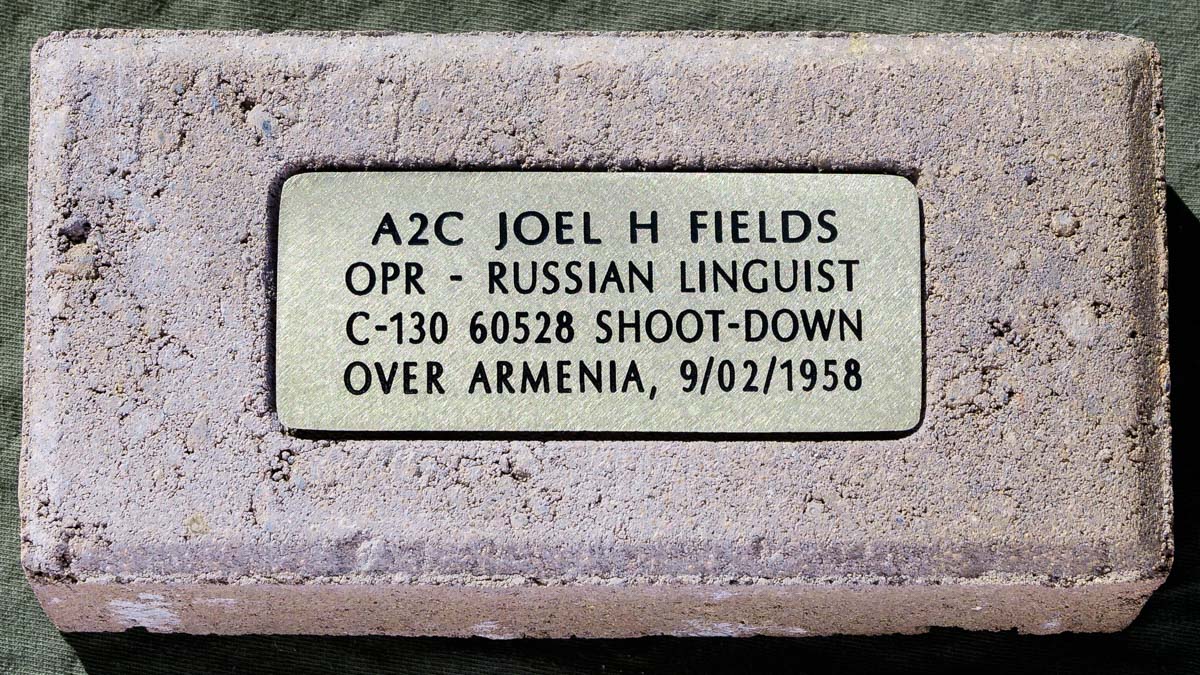 A2C JOEL H FIELDS
OPR - RUSSIAN LINGUIST
C-130 60528 SHOOT-DOWN
OVER ARMENIA, 9/02/1958